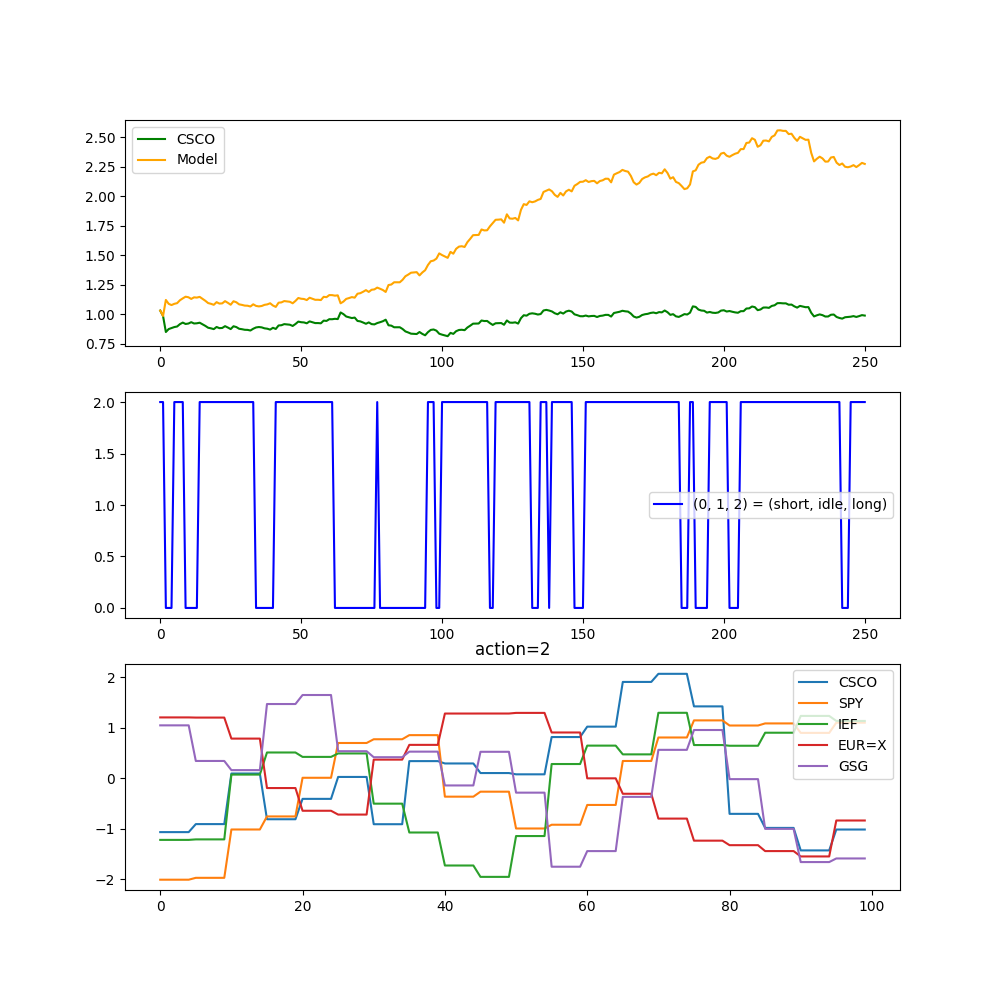 CSCO
Model
2.50
2.25
2.00
1.75
1.50
1.25
1.00
0.75
0 50 100 150 200 250
2.0
1.5
1.0
0.5
0.0
(0, 1, 2) = (short, idle, long)
0 50 100 150 200 250
action=2
2
1
0
−1
−2
CSCO
SPY
IEF
EUR=X
GSG
0 20 40 60 80 100